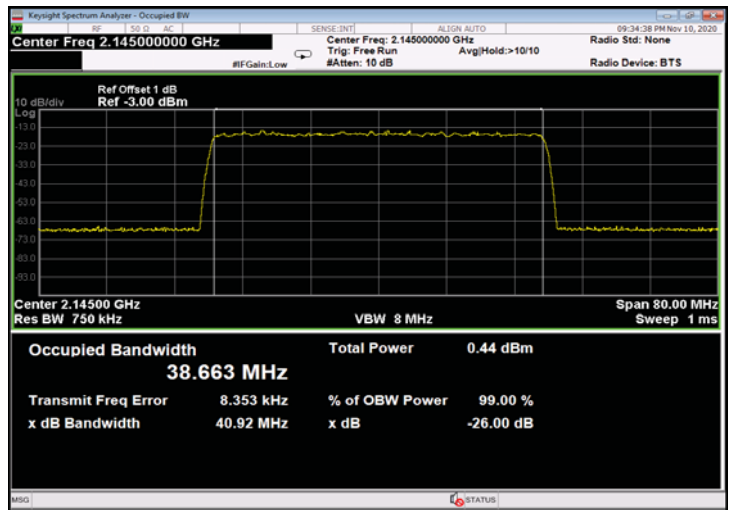 Keysight Spectrum Analyzer - Occupied BW
RF 50 Ω AC SENSE:INT ALIGN AUTO 09:34:38 PM Nov 10, 2020
Center Freq 2.145000000 GHz Center Freq: 2.145000000 GHz Radio Std: None
Trig: Free Run Avg|Hold:>10/10
#IFGain:Low #Atten: 10 dB Radio Device: BTS
Ref Offset 1 dB
10 dB/div Ref -3.00 dBm
Log
-13.0
-23.0
-33.0
-43.0
-53.0
-63.0
-73.0
-83.0
-93.0
Center 2.14500 GHz Span 80.00 MHz
Res BW 750 kHz VBW 8 MHz Sweep 1 ms
Occupied Bandwidth Total Power 0.44 dBm
38.663 MHz
Transmit Freq Error 8.353 kHz % of OBW Power 99.00 %
x dB Bandwidth 40.92 MHz x dB -26.00 dB
MSG STATUS